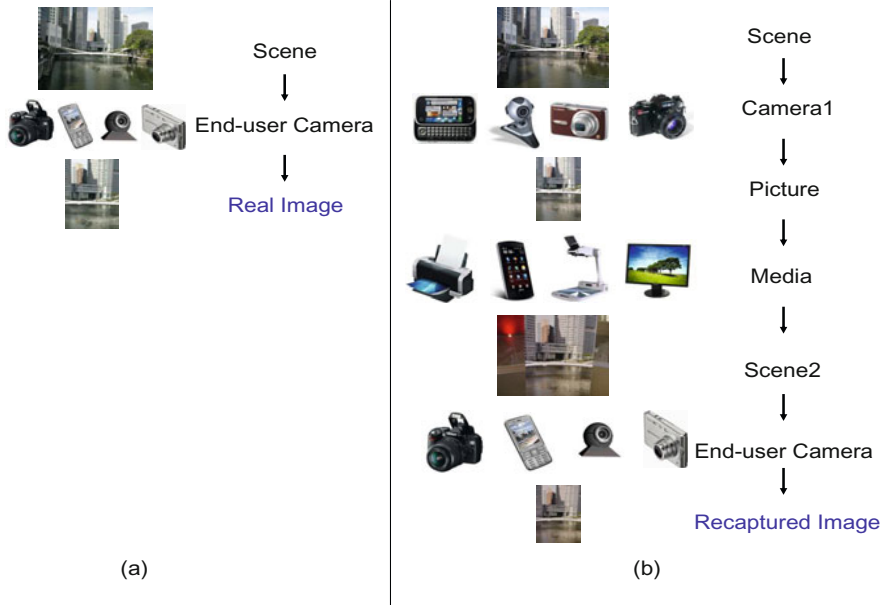 Scene
End-user Camera
Real Image
(a)
Scene
Camera1
Picture
Media
Scene2
End-user Camera
Recaptured Image
(b)